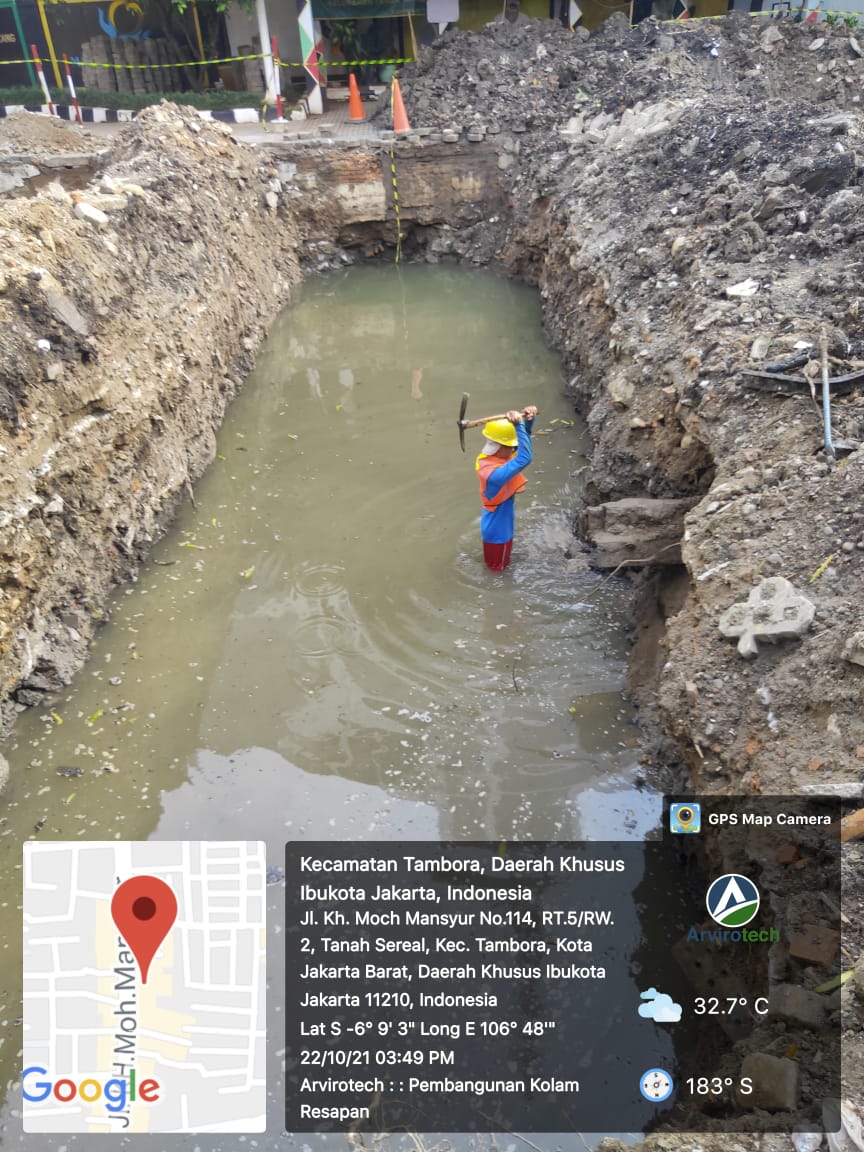 GPS Map Camera
Kecamatan Tambora, Daerah Khusus
Ibukota Jakarta, Indonesia
Jl. Kh. Moch Mansyur No.114, RT.5/RW.
2, Tanah Sereal, Kec. Tambora, Kota
Jakarta Barat, Daerah Khusus Ibukota
Jakarta 11210, Indonesia
Lat S -6° 9' 3" Long E 106° 48'"
22/10/21 03:49 PM
Arvirotech : : Pembangunan Kolam
Resapan
Arvirotech
32.7° C
183° S
Google